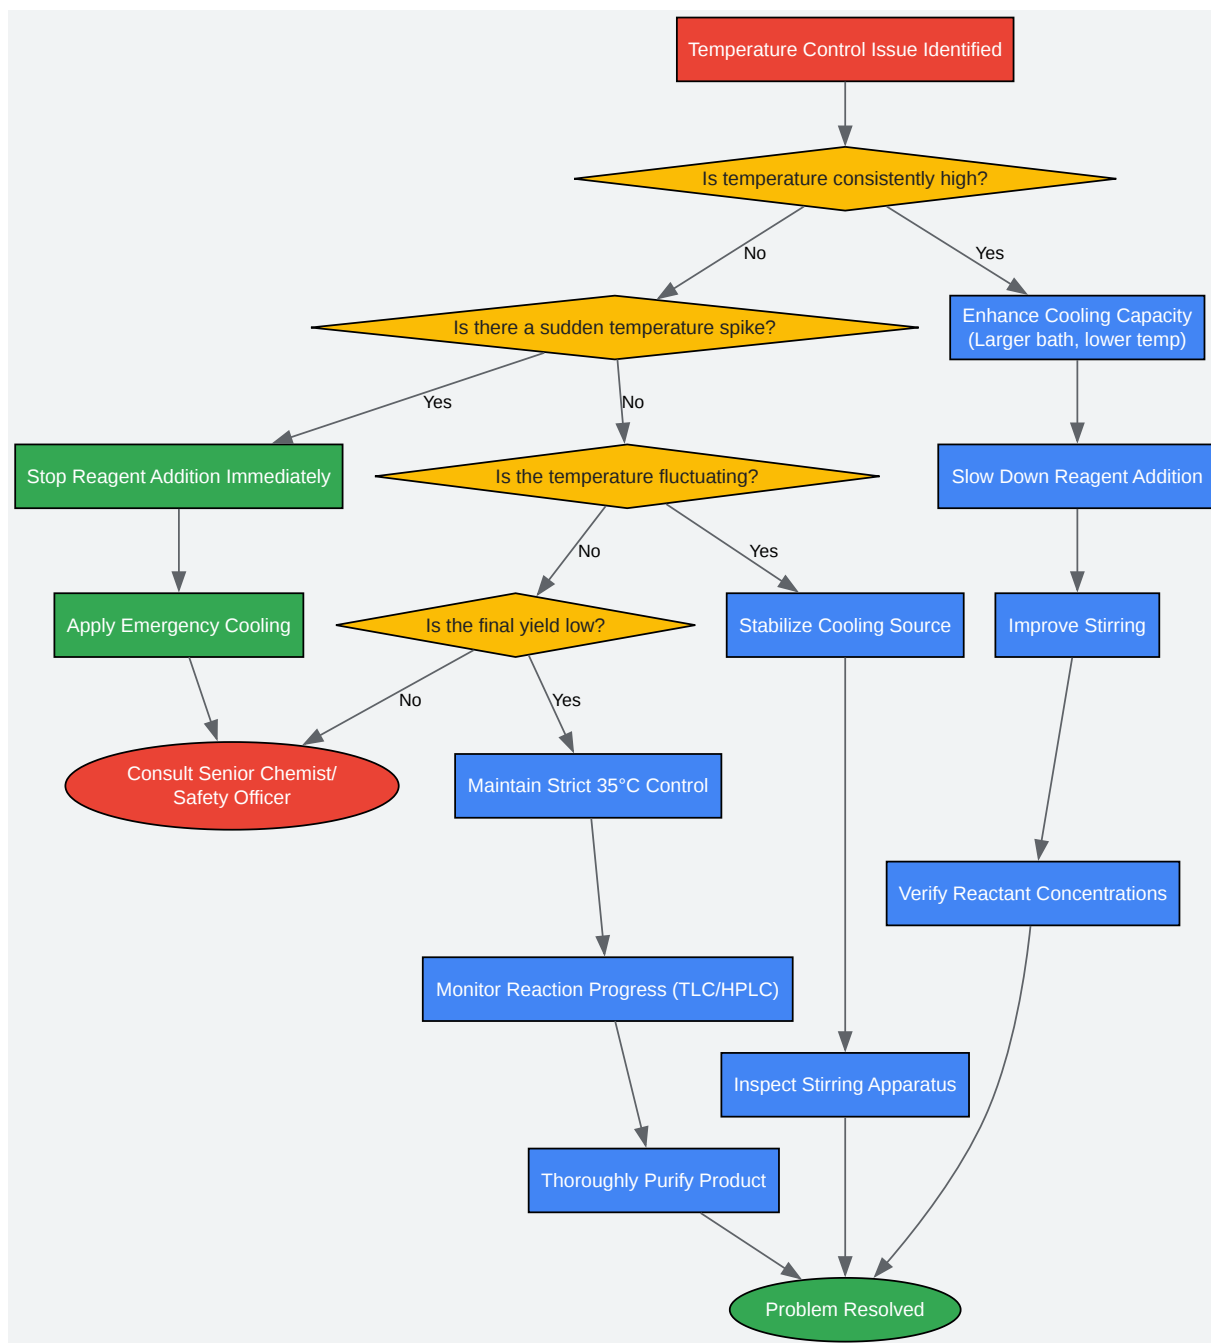 Temperature Control Issue Identified
Is temperature consistently high?
No
Yes
Is there a sudden temperature spike?
Enhance Cooling Capacity
(Larger bath, lower temp)
Yes
No
Stop Reagent Addition Immediately
Is the temperature fluctuating?
Slow Down Reagent Addition
No
Yes
Apply Emergency Cooling
Is the final yield low?
Stabilize Cooling Source
Improve Stirring
No
Yes
Consult Senior Chemist/
Safety Officer
Maintain Strict 35°C Control
Verify Reactant Concentrations
Monitor Reaction Progress (TLC/HPLC)
Inspect Stirring Apparatus
Thoroughly Purify Product
Problem Resolved